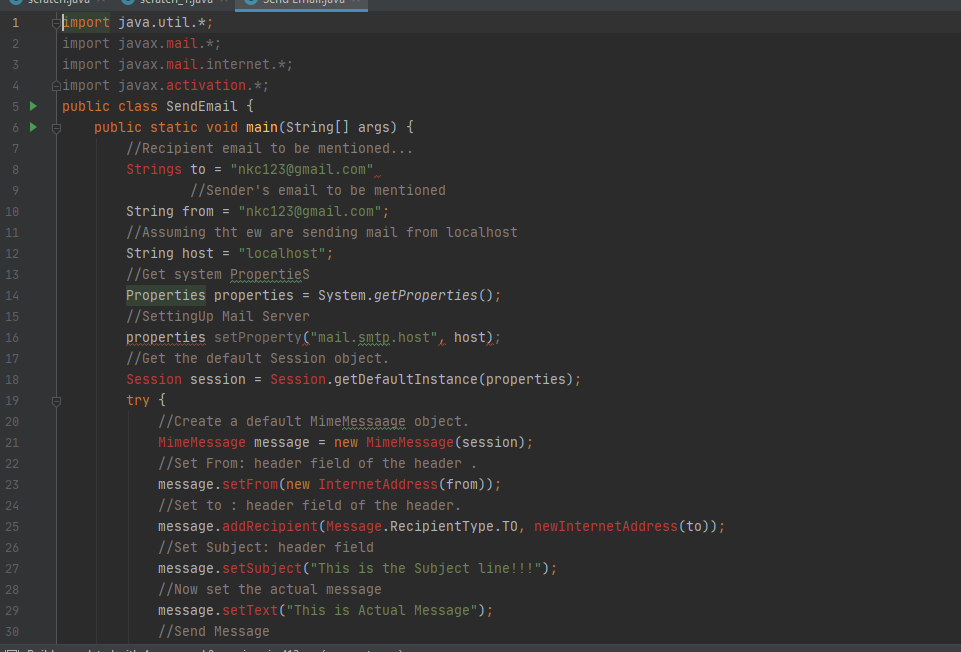 Send Email.java
1 import java.util.*;
2 import javax.mail.*;
3 import javax.mail.internet.*;
4 import javax.activation.*;
5 public class SendEmail {
6 public static void main(String[] args) {
7 //Recipient email to be mentioned...
8 Strings to = "nkc123@gmail.com"
9 //Sender's email to be mentioned
10 String from = "nkc123@gmail.com";
11 //Assuming tht ew are sending mail from localhost
12 String host = "localhost";
13 //Get system PropertieS
14 Properties properties = System.getProperties();
15 //SettingUp Mail Server
16 properties setProperty("mail.smtp.host", host);
17 //Get the default Session object.
18 Session session = Session.getDefaultInstance(properties);
19 try {
20 //Create a default MimeMessaage object.
21 MimeMessage message = new MimeMessage(session);
22 //Set From: header field of the header .
23 message.setFrom(new InternetAddress(from));
24 //Set to : header field of the header.
25 message.addRecipient(Message.RecipientType.TO, newInternetAddress(to));
26 //Set Subject: header field
27 message.setSubject("This is the Subject line!!!");
28 //Now set the actual message
29 message.setText("This is Actual Message");
30 //Send Message